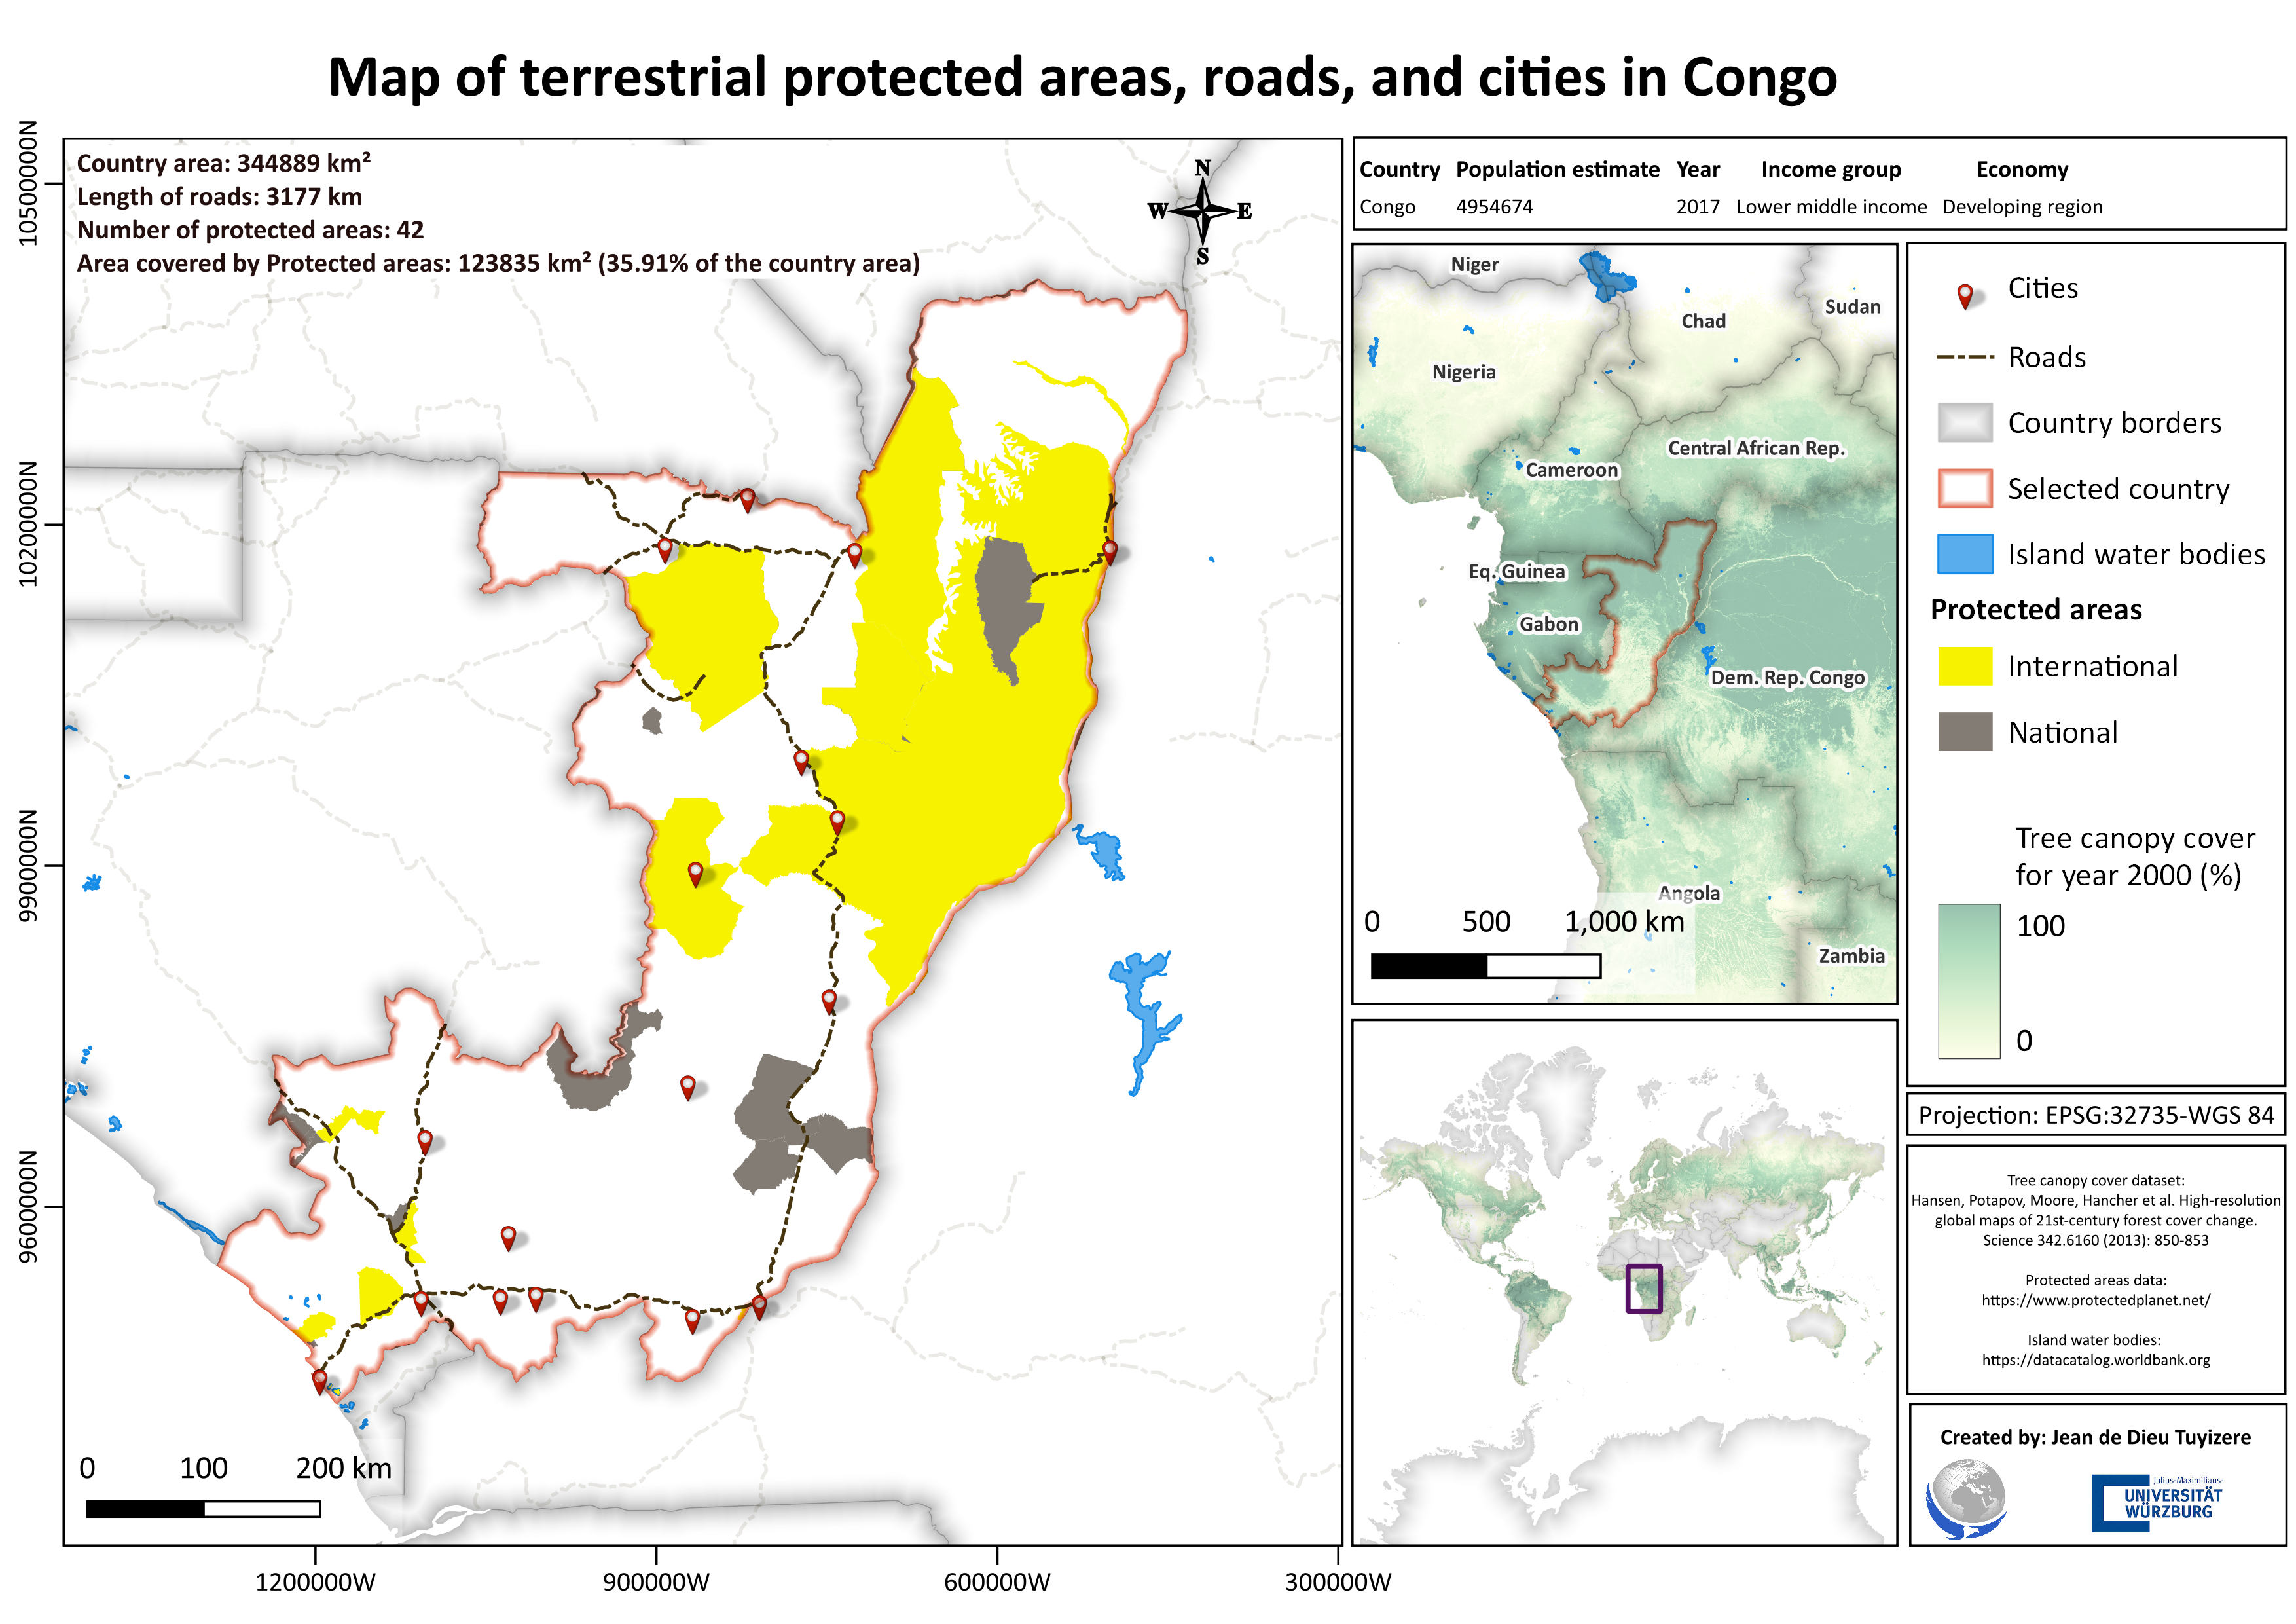 Map of terrestrial protected areas, roads, and cities in Congo
Country area: 344889 km²
Length of roads: 3177 km
Number of protected areas: 42
Area covered by Protected areas: 123835 km² (35.91% of the country area)
N
W E
S
10500000N
10200000N
9900000N
9600000N
1200000W 900000W 600000W 300000W
0 100 200 km
Country Population estimate Year Income group Economy
Congo 4954674 2017 Lower middle income Developing region
Niger
Sudan
Chad
Nigeria
Central African Rep.
Cameroon
Eq. Guinea
Gabon
Dem. Rep. Congo
Angola
Zambia
0 500 1,000 km
Cities
Roads
Country borders
Selected country
Island water bodies
Protected areas
International
National
Tree canopy cover
for year 2000 (%)
100
0
Projection: EPSG:32735-WGS 84
Tree canopy cover dataset:
Hansen, Potapov, Moore, Hancher et al. High-resolution
global maps of 21st-century forest cover change.
Science 342.6160 (2013): 850-853
Protected areas data:
https://www.protectedplanet.net/
Island water bodies:
https://datacatalog.worldbank.org
Created by: Jean de Dieu Tuyizere
Julius-Maximilians-
UNIVERSITÄT
WÜRZBURG